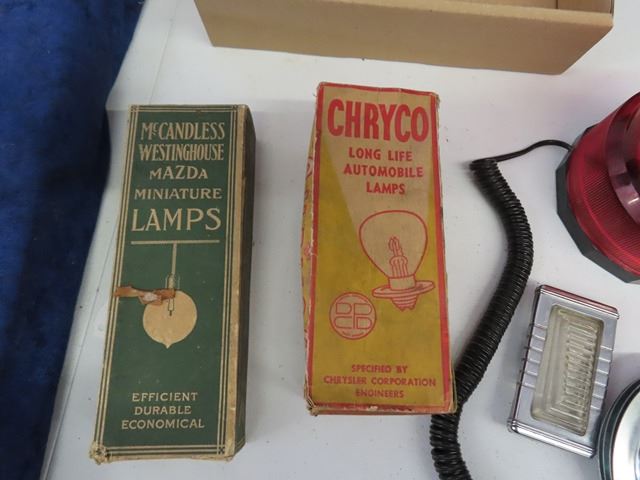 McCANDLESS
WESTINGHOUSE
MAZDA
MINIATURE
LAMPS
EFFICIENT
DURABLE
ECONOMICAL
CHRYCO
LONG LIFE
AUTOMOBILE
LAMPS
SPECIFIED BY
CHRYSLER CORPORATION
ENGINEERS